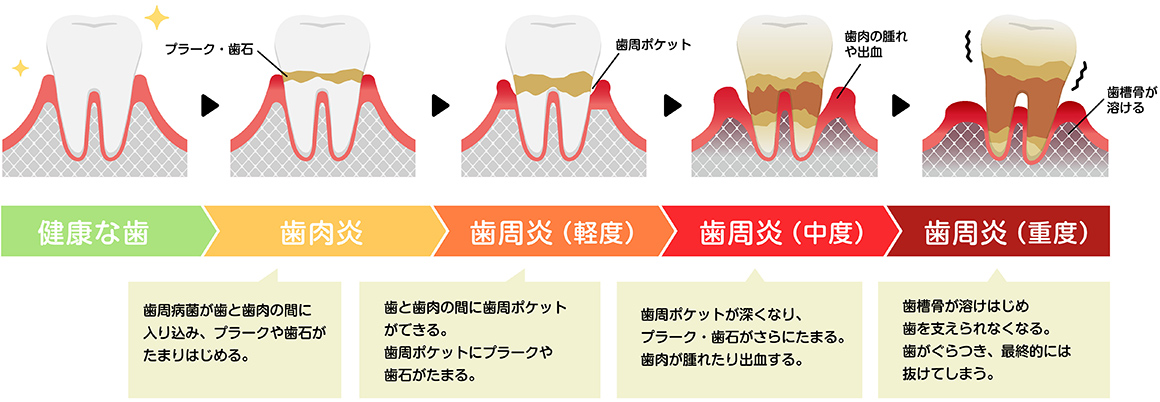 プラーク・歯石
歯周ポケット
歯肉の腫れ
や出血
歯槽骨が
溶ける
健康な歯
歯肉炎
歯周炎（軽度）
歯周炎（中度）
歯周炎（重度）
歯周病菌が歯と歯肉の間に
入り込み、プラークや歯石が
たまりはじめる。
歯と歯肉の間に歯周ポケット
ができる。
歯周ポケットにプラークや
歯石がたまる。
歯周ポケットが深くなり、
プラーク・歯石がさらにたまる。
歯肉が腫れたり出血する。
歯槽骨が溶けはじめ
歯を支えられなくなる。
歯がぐらつき、最終的には
抜けてしまう。